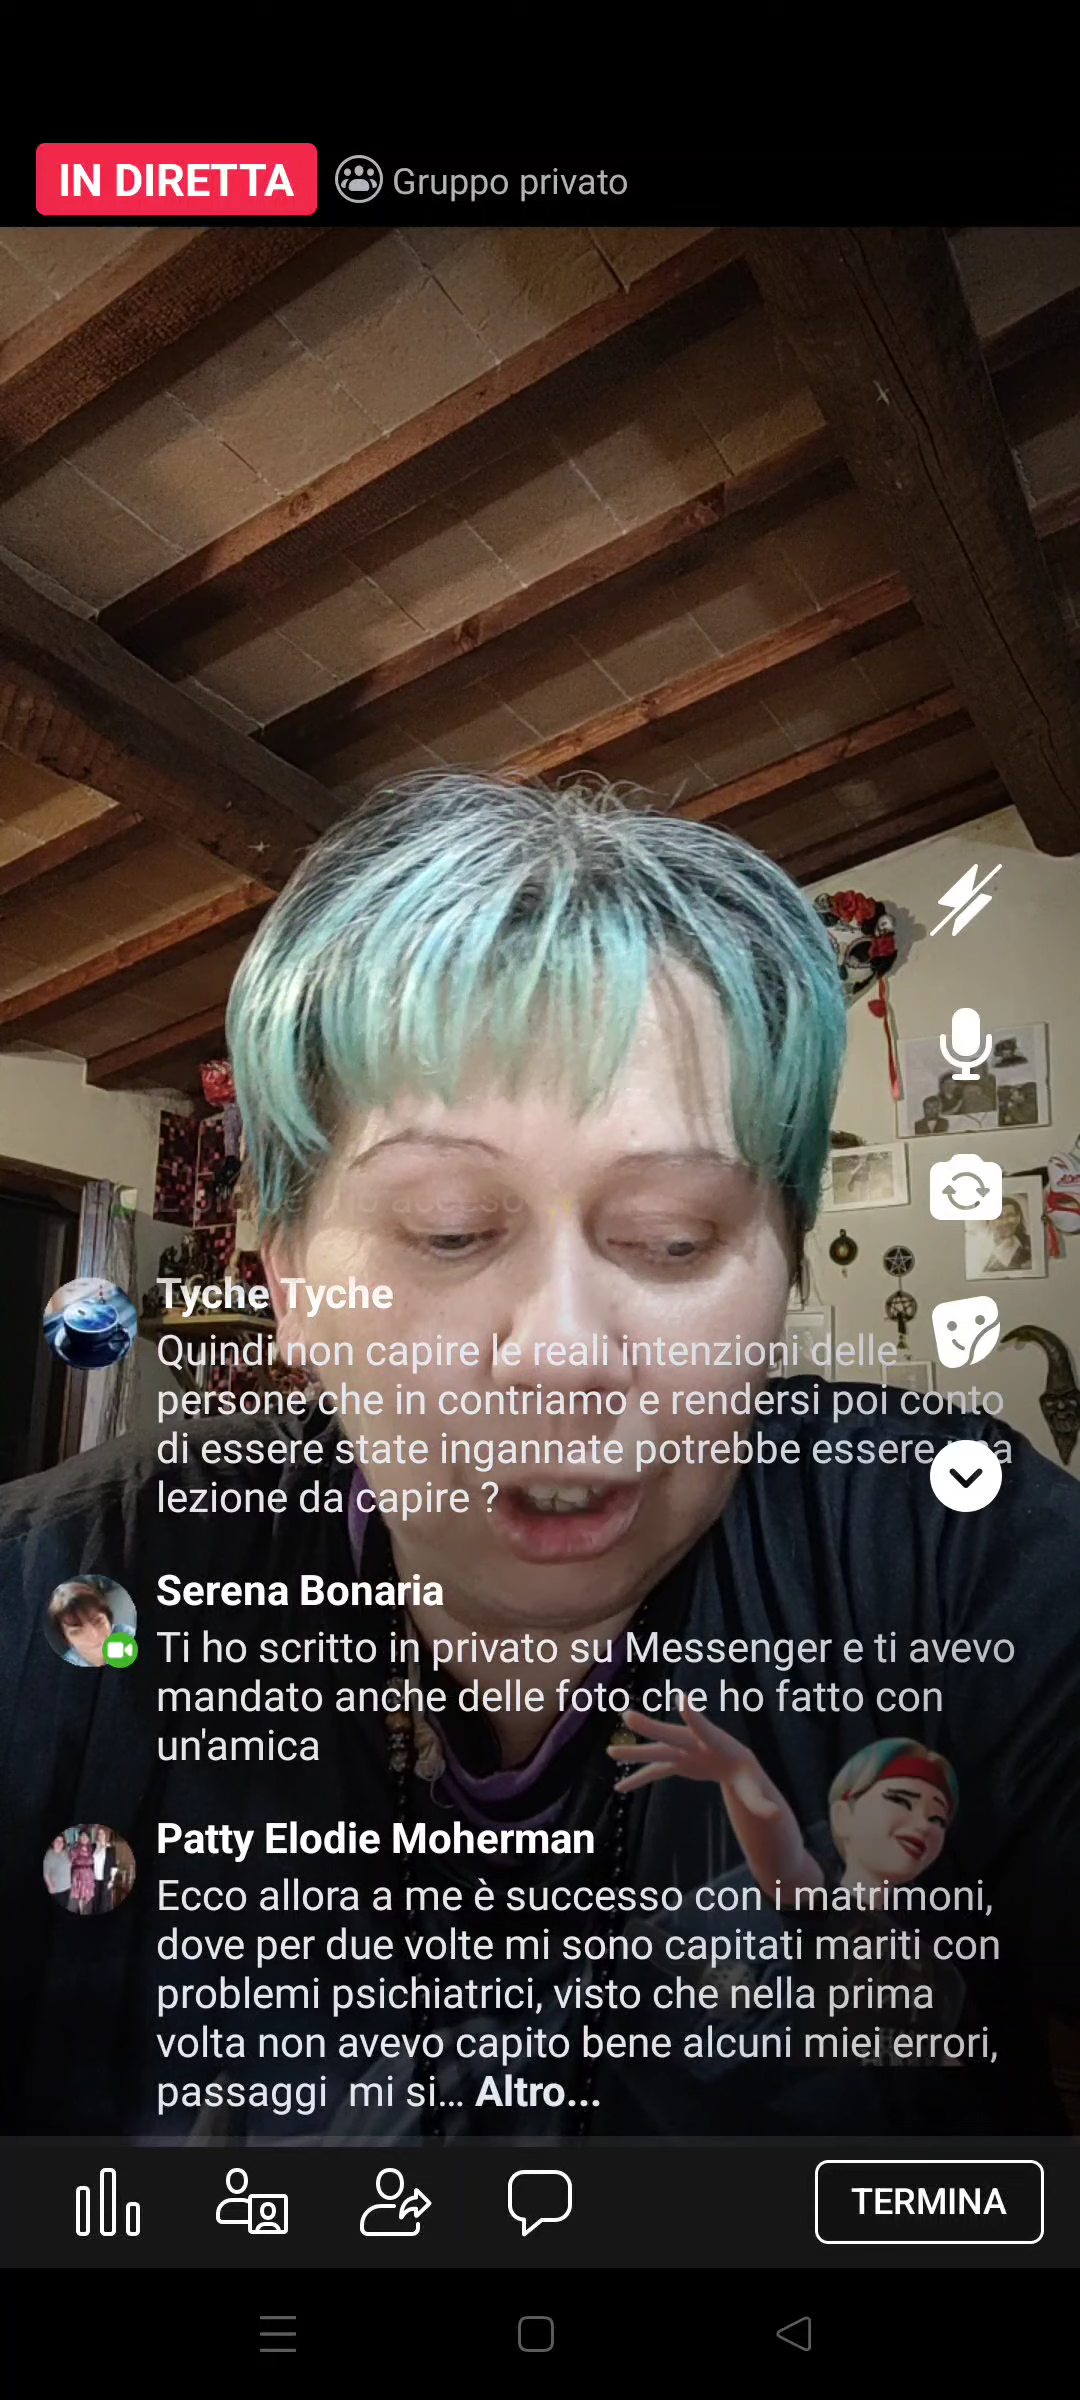 IN DIRETTA
Gruppo privato
Tyche Tyche
Quindi non capire le reali intenzioni delle
persone che in contriamo e rendersi poi conto
di essere state ingannate potrebbe essere
lezione da capire ?
Serena Bonaria
Ti ho scritto in privato su Messenger e ti avevo
mandato anche delle foto che ho fatto con
un'amica
Patty Elodie Moherman
Ecco allora a me è successo con i matrimoni,
dove per due volte mi sono capitati mariti con
problemi psichiatrici, visto che nella prima
volta non avevo capito bene alcuni miei errori,
passaggi mi si... Altro...
TERMINA